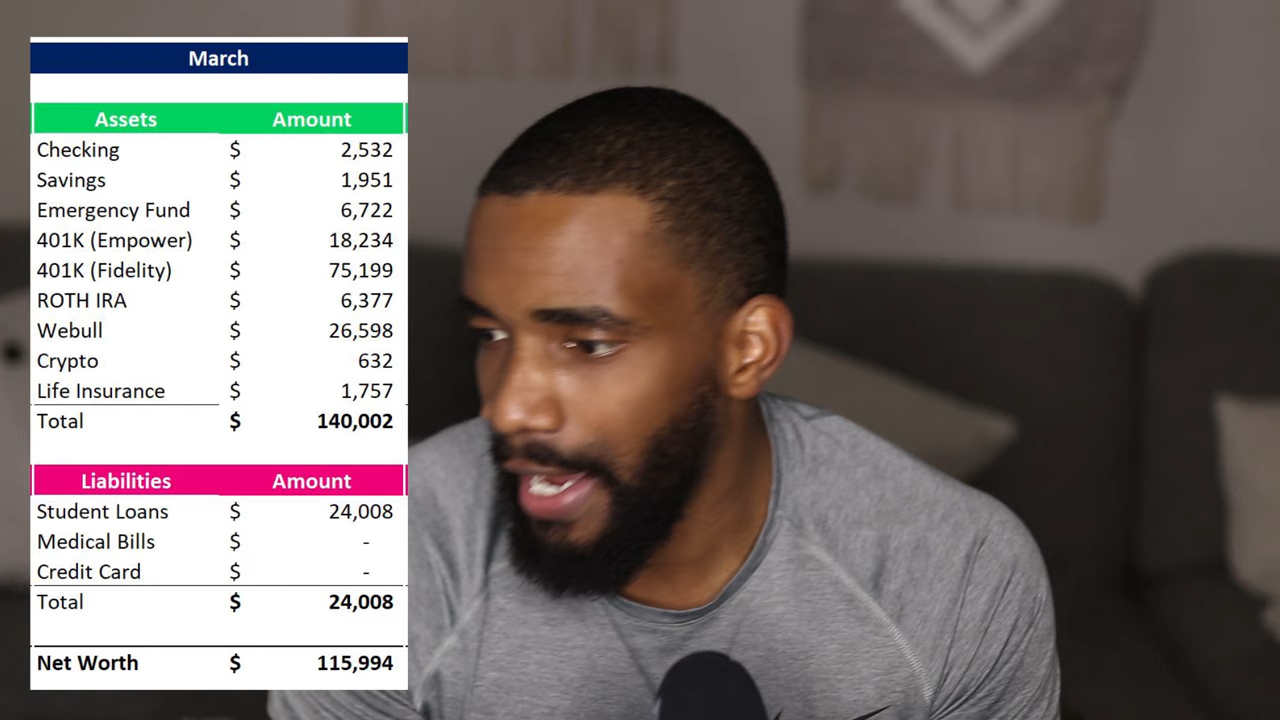 March
Assets Amount
Checking $ 2,532
Savings $ 1,951
Emergency Fund $ 6,722
401K (Empower) $ 18,234
401K (Fidelity) $ 75,199
ROTH IRA $ 6,377
Webull $ 26,598
Crypto $ 632
Life Insurance $ 1,757
Total $ 140,002
Liabilities Amount
Student Loans $ 24,008
Medical Bills $ -
Credit Card $ -
Total $ 24,008
Net Worth $ 115,994